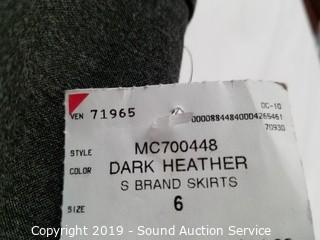 DC-10
VEN 71965
00008844840004265461
70930
STYLE MC700448
COLOR DARK HEATHER
S BRAND SKIRTS
SIZE 6
Copyright 2019 - Sound Auction Service